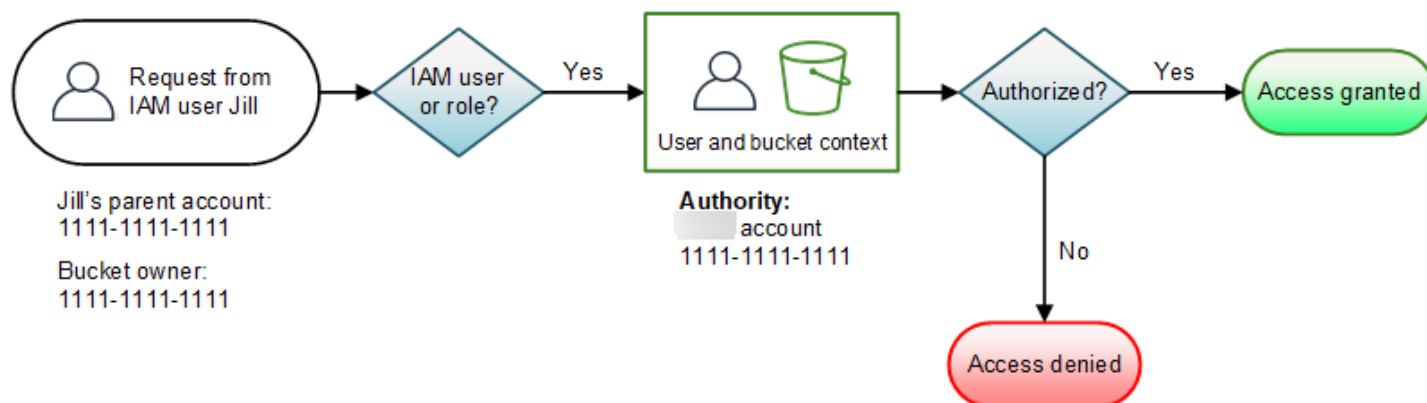 Request from
IAM user Jill
IAM user
or role?
Yes
User and bucket context
Authorized?
Yes
Access granted
Jill's parent account:
1111-1111-1111
Bucket owner:
1111-1111-1111
Authority:
account
1111-1111-1111
No
Access denied